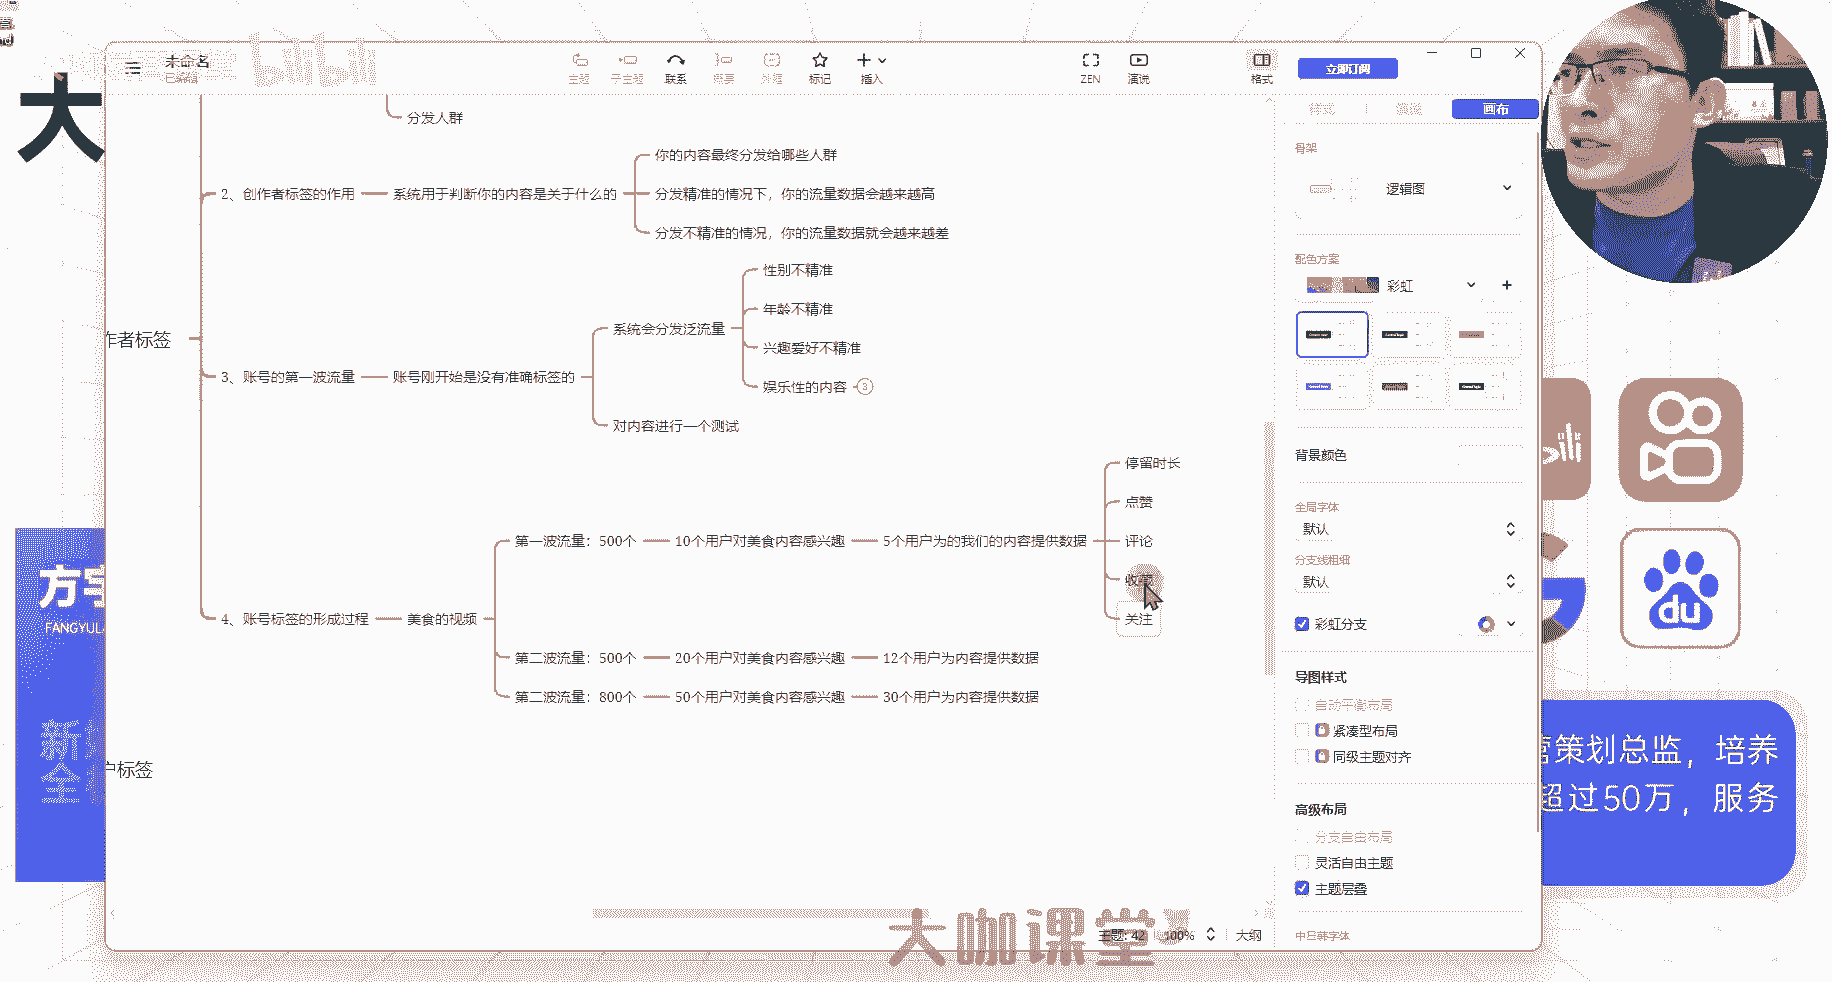 大
未命名
已编辑
bilibili
主题
子主题
联系
概要
外框
标记
插入
ZEN
演说
格式
立即订阅
样式
演说
画布
分发人群
2、创作者标签的作用
系统用于判断你的内容是关于什么的
你的内容最终分发给哪些人群
分发精准的情况下，你的流量数据会越来越高
分发不精准的情况，你的流量数据就会越来越差
作者标签
3、账号的第一波流量
账号刚开始是没有准确标签的
系统会分发泛流量
性别不精准
年龄不精准
兴趣爱好不精准
娱乐性的内容
3
对内容进行一个测试
4、账号标签的形成过程
美食的视频
第一波流量：500个
10个用户对美食内容感兴趣
5个用户为的我们的内容提供数据
停留时长
点赞
评论
收藏
关注
第二波流量：500个
20个用户对美食内容感兴趣
12个用户为内容提供数据
第二波流量：800个
50个用户对美食内容感兴趣
30个用户为内容提供数据
户标签
骨架
逻辑图
配色方案
彩虹
背景颜色
全局字体
默认
分支线粗细
默认
彩虹分支
导图样式
自动平衡布局
紧凑型布局
同级主题对齐
高级布局
分支自由布局
灵活自由主题
主题层叠
中日韩字体
主题: 42
100%
大纲
大咖课堂
FANGYU
新
全
du
营策划总监，培养
超过50万，服务